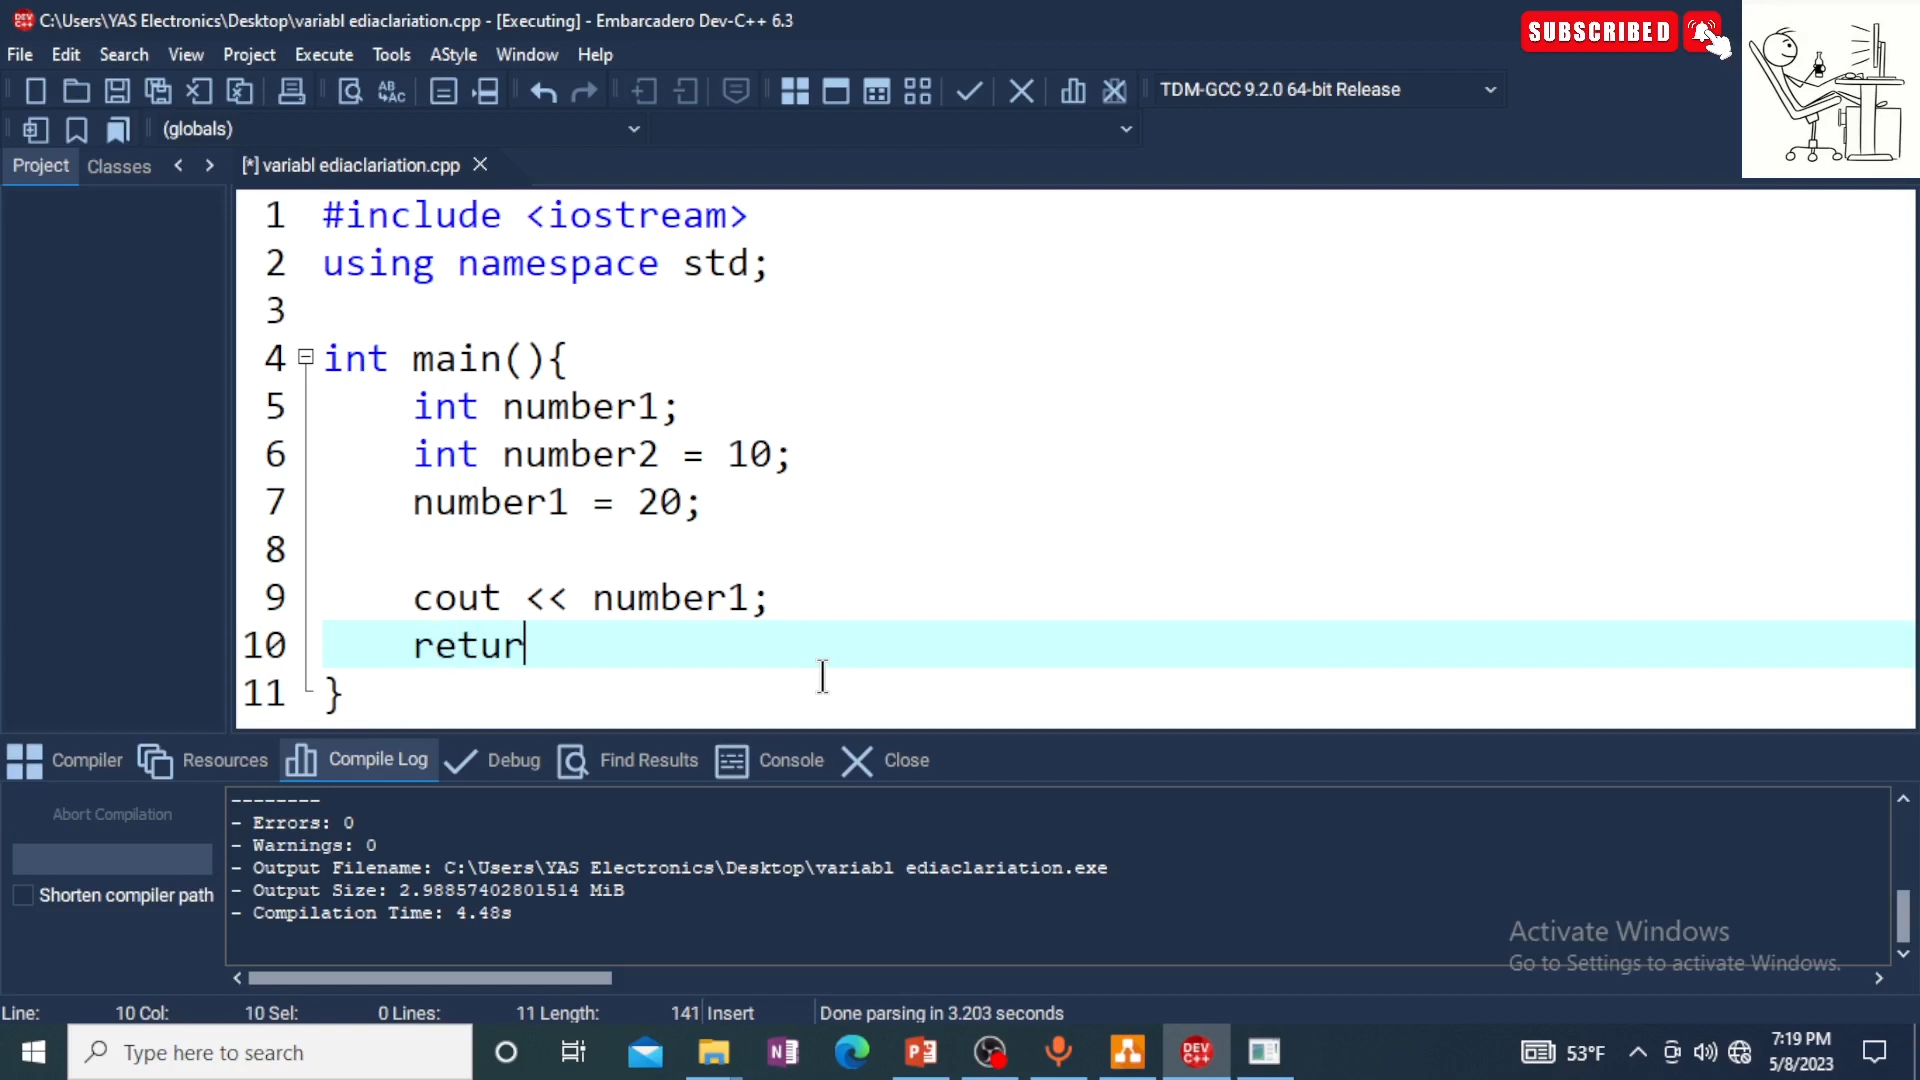 C:\Users\YAS Electronics\Desktop\variabl ediaclariation.cpp - [Executing] - Embarcadero Dev-C++ 6.3
SUBSCRIBED
File Edit Search View Project Execute Tools AStyle Window Help
TDM-GCC 9.2.0 64-bit Release
(globals)
Project Classes [*] variabl ediaclariation.cpp
1 #include <iostream>
2 using namespace std;
3
4 int main(){
5 int number1;
6 int number2 = 10;
7 number1 = 20;
8
9 cout << number1;
10 retur
11 }
Compiler Resources Compile Log Debug Find Results Console Close
Abort Compilation
Shorten compiler path
--------
- Errors: 0
- Warnings: 0
- Output Filename: C:\Users\YAS Electronics\Desktop\variabl ediaclariation.exe
- Output Size: 2.98857402801514 MiB
- Compilation Time: 4.48s
Activate Windows
Go to Settings to activate Windows.
Line: 10 Col: 10 Sel: 0 Lines: 11 Length: 141 Insert Done parsing in 3.203 seconds
Type here to search
53°F
7:19 PM
5/8/2023